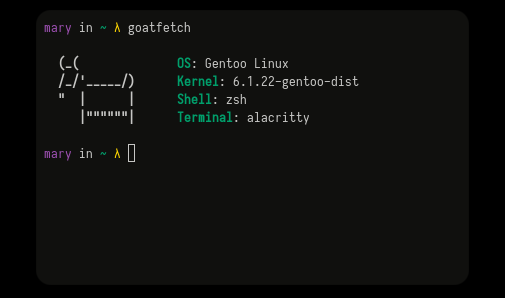 mary in ~ λ goatfetch
(_(                OS: Gentoo Linux
/_/'_____/)      Kernel: 6.1.22-gentoo-dist
"  |      |      Shell: zsh
   |""""""|      Terminal: alacritty
mary in ~ λ